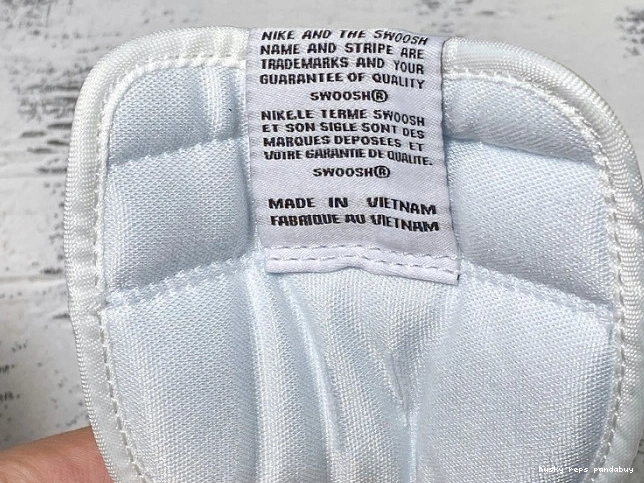 NIKE AND THE SWOOSH
NAME AND STRIPE ARE
TRADEMARKS AND YOUR
GUARANTEE OF QUALITY
SWOOSH®
NIKE.LE TERME SWOOSH
ET SON SIGLE SONT DES
MARQUES DEPOSEES ET
VOTRE GARANTIE DE QUALITE.
SWOOSH®
MADE IN VIETNAM
FABRIQUE AU VIETNAM
husky reps pandabuy